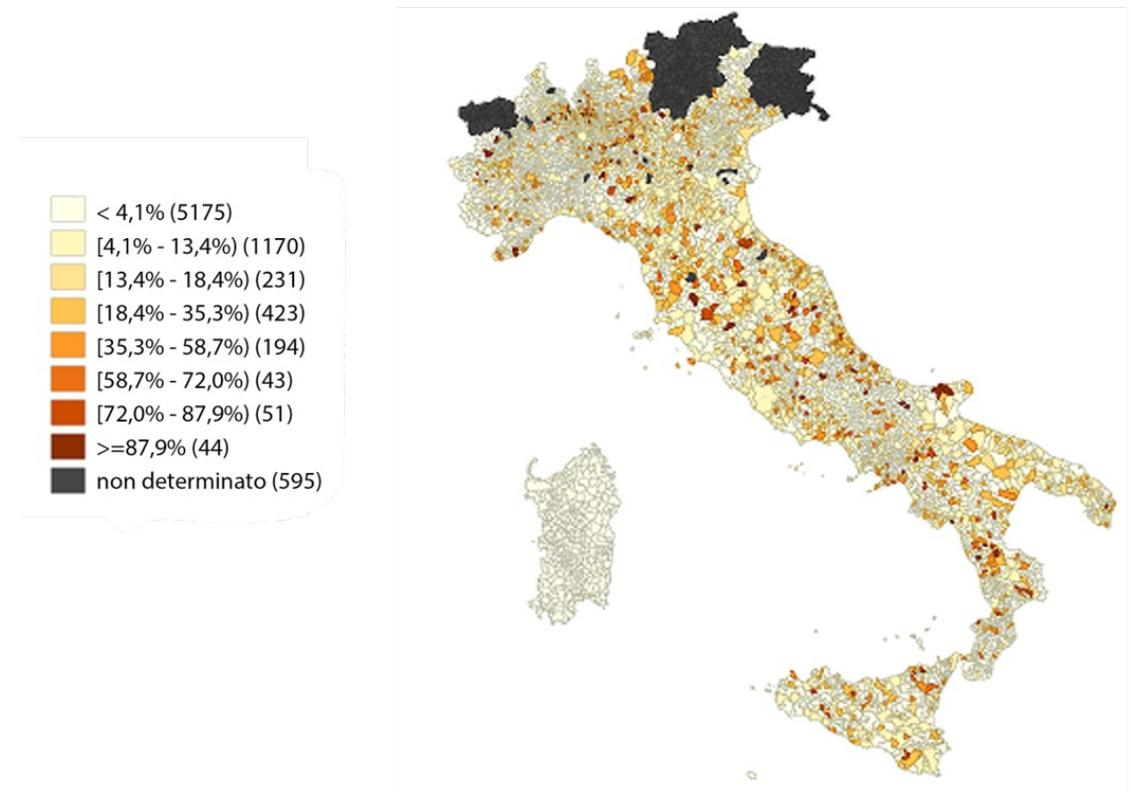 < 4,1% (5175)
[4,1% - 13,4%) (1170)
[13,4% - 18,4%) (231)
[18,4% - 35,3%) (423)
[35,3% - 58,7%) (194)
[58,7% - 72,0%) (43)
[72,0% - 87,9%) (51)
>=87,9% (44)
non determinato (595)